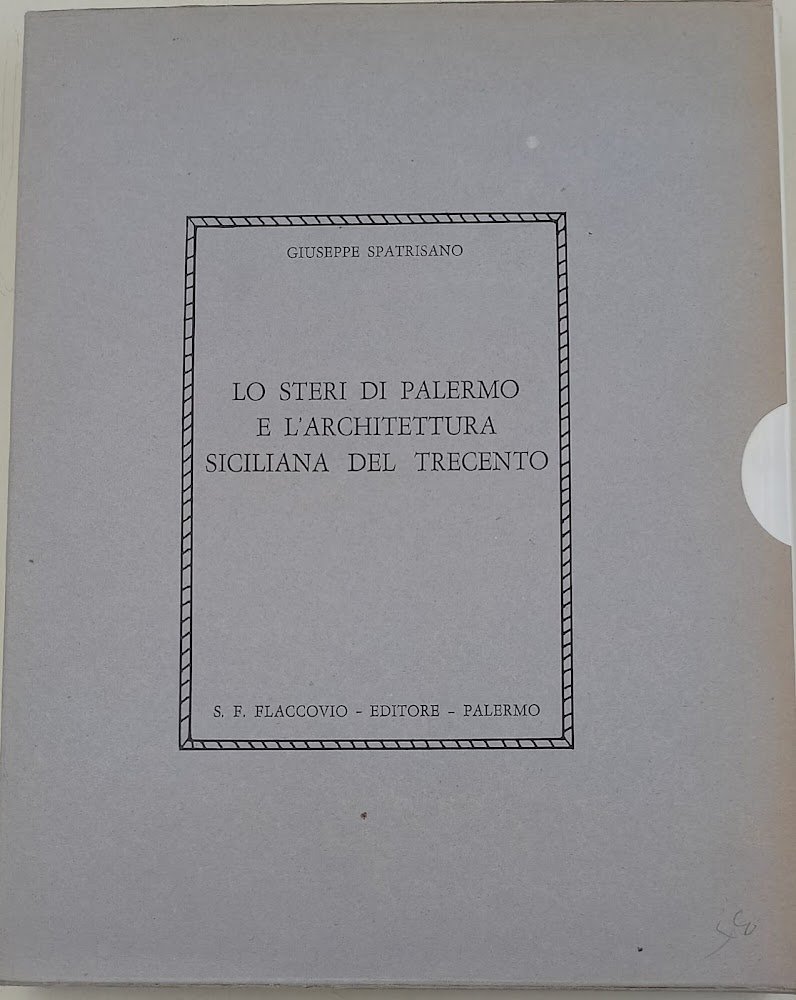 GIUSEPPE SPATRISANO
LO STERI DI PALERMO
E L'ARCHITETTURA
SICILIANA DEL TRECENTO
S. F. FLACCOVIO - EDITORE - PALERMO